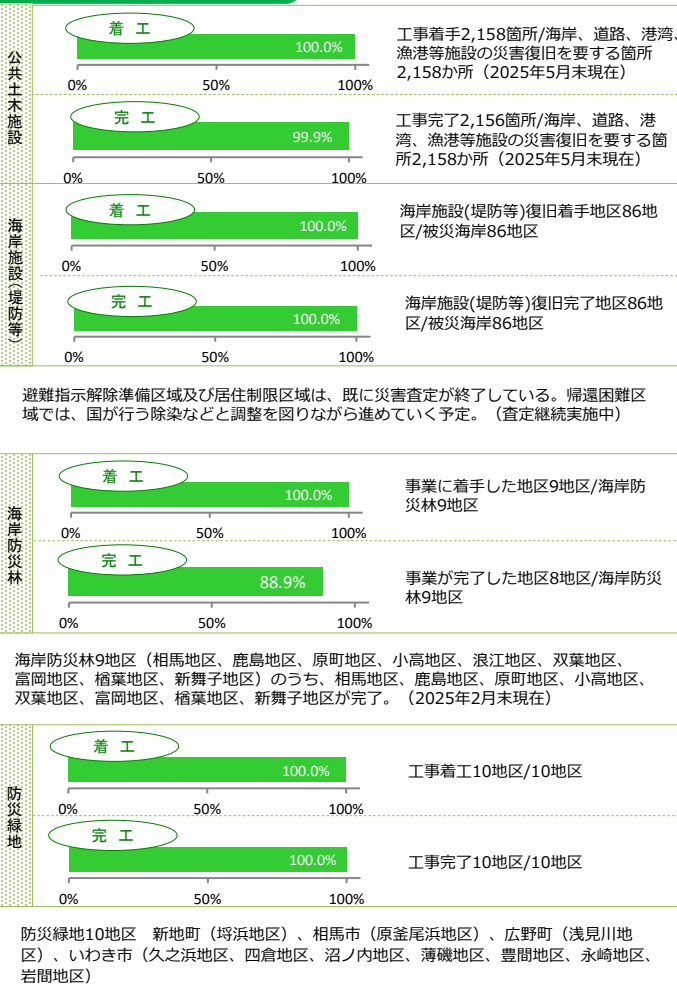 公共土木施設
着 工
100.0%
0% 50% 100%
工事着手2,158箇所/海岸、道路、港湾、
漁港等施設の災害復旧を要する箇所
2,158か所（2025年5月末現在）
完 工
99.9%
0% 50% 100%
工事完了2,156箇所/海岸、道路、港
湾、漁港等施設の災害復旧を要する箇
所2,158か所（2025年5月末現在）
海岸施設(堤防等)
着 工
100.0%
0% 50% 100%
海岸施設(堤防等)復旧着手地区86地
区/被災海岸86地区
完 工
100.0%
0% 50% 100%
海岸施設(堤防等)復旧完了地区86地
区/被災海岸86地区
避難指示解除準備区域及び居住制限区域は、既に災害査定が終了している。帰還困難区
域では、国が行う除染などと調整を図りながら進めていく予定。（査定継続実施中）
海岸防災林
着 工
100.0%
0% 50% 100%
事業に着手した地区9地区/海岸防
災林9地区
完 工
88.9%
0% 50% 100%
事業が完了した地区8地区/海岸防災
林9地区
海岸防災林9地区（相馬地区、鹿島地区、原町地区、小高地区、浪江地区、双葉地区、
富岡地区、楢葉地区、新舞子地区）のうち、相馬地区、鹿島地区、原町地区、小高地区、
双葉地区、富岡地区、楢葉地区、新舞子地区が完了。（2025年2月末現在）
防災緑地
着 工
100.0%
0% 50% 100%
工事着工10地区/10地区
完 工
100.0%
0% 50% 100%
工事完了10地区/10地区
防災緑地10地区　新地町（埒浜地区）、相馬市（原釜尾浜地区）、広野町（浅見川地
区）、いわき市（久之浜地区、四倉地区、沼ノ内地区、薄磯地区、豊間地区、永崎地区、
岩間地区）